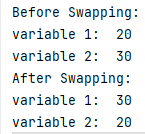 Before Swapping:
variable 1:  20
variable 2:  30
After Swapping:
variable 1:  30
variable 2:  20